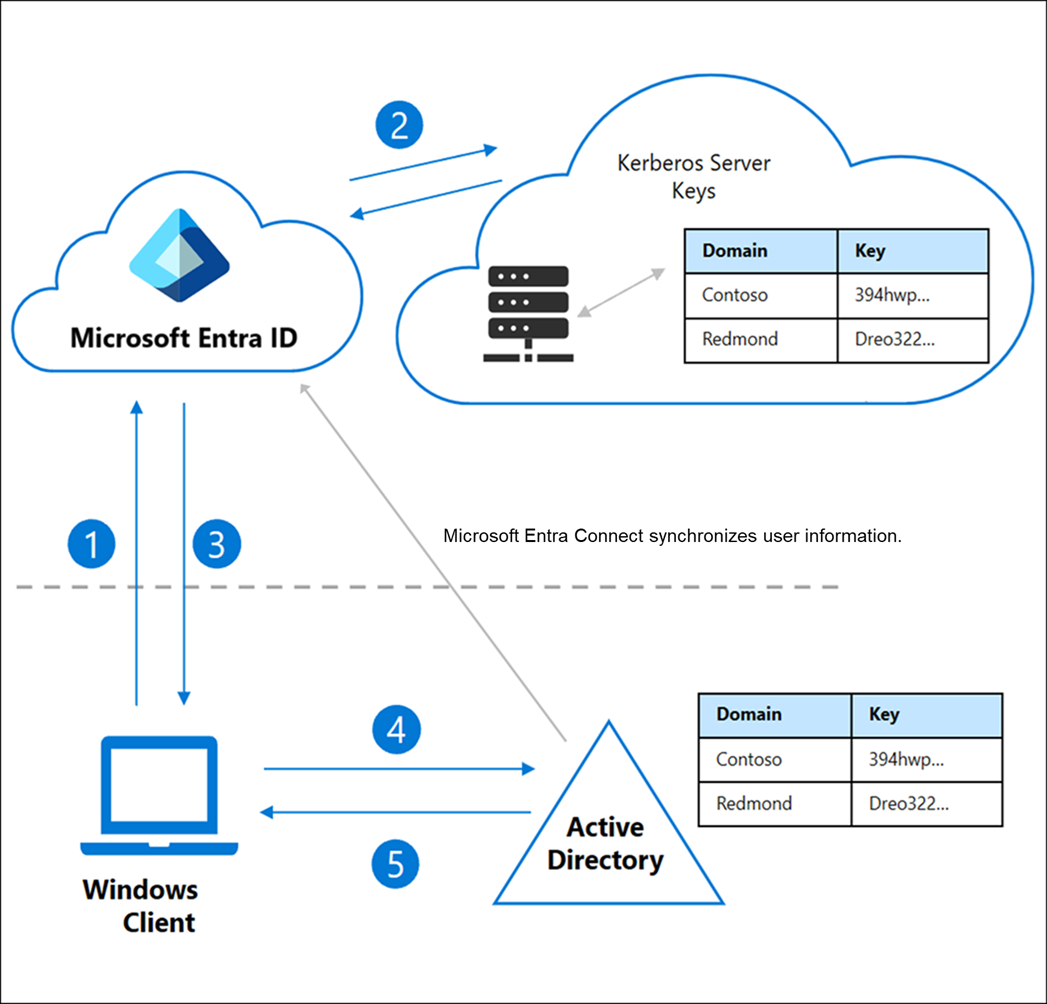 2
Kerberos Server
Keys
Domain Key
Contoso 394hwp...
Redmond Dreo322...
Microsoft Entra ID
1
3
Microsoft Entra Connect synchronizes user information.
4
Domain Key
Contoso 394hwp...
Redmond Dreo322...
Active
Directory
5
Windows
Client